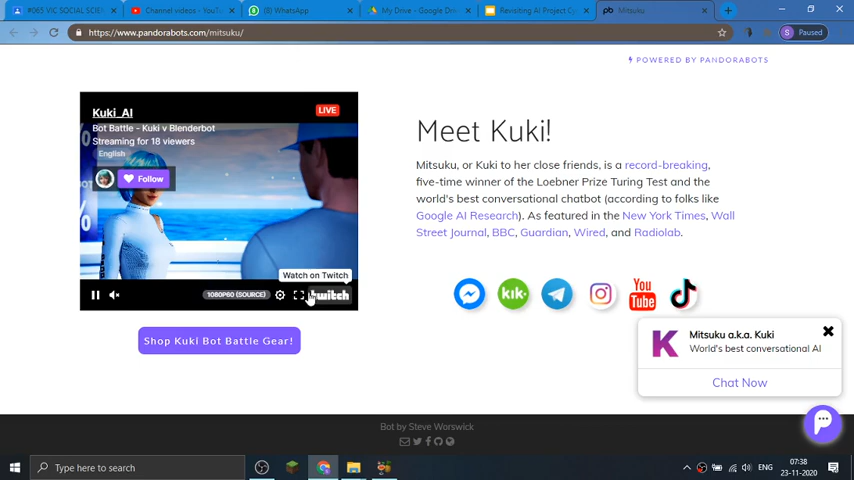 #065 VIC SOCIAL SCIEN
Channel videos - YouT
(8) WhatsApp
My Drive - Google Driv
Revisiting AI Project Cy
Mitsuku
https://www.pandorabots.com/mitsuku/
Paused
POWERED BY PANDORABOTS
Kuki_AI
LIVE
Bot Battle - Kuki v Blenderbot
Streaming for 18 viewers
English
Follow
Watch on Twitch
1080P60 (SOURCE)
twitch
Shop Kuki Bot Battle Gear!
Meet Kuki!
Mitsuku, or Kuki to her close friends, is a record-breaking,
five-time winner of the Loebner Prize Turing Test and the
world's best conversational chatbot (according to folks like
Google AI Research). As featured in the New York Times, Wall
Street Journal, BBC, Guardian, Wired, and Radiolab.
kik
You
Tube
Mitsuku a.k.a. Kuki
World's best conversational AI
Chat Now
Bot by Steve Worswick
Type here to search
ENG
07:38
23-11-2020